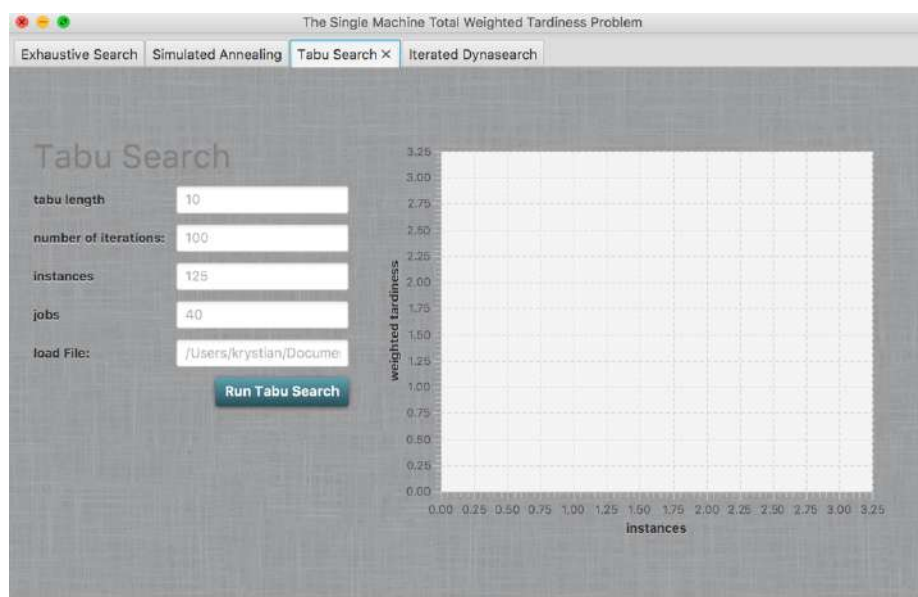 The Single Machine Total Weighted Tardiness Problem
Exhaustive Search Simulated Annealing Tabu Search × Iterated Dynasearch
Tabu Search
tabu length 10
number of iterations: 100
instances 125
jobs 40
load File: /Users/krystian/Docume
Run Tabu Search
weighted tardiness
3.25
3.00
2.75
2.50
2.25
2.00
1.75
1.50
1.25
1.00
0.75
0.50
0.25
0.00
0.00 0.25 0.50 0.75 1.00 1.25 1.50 1.75 2.00 2.25 2.50 2.75 3.00 3.25
instances